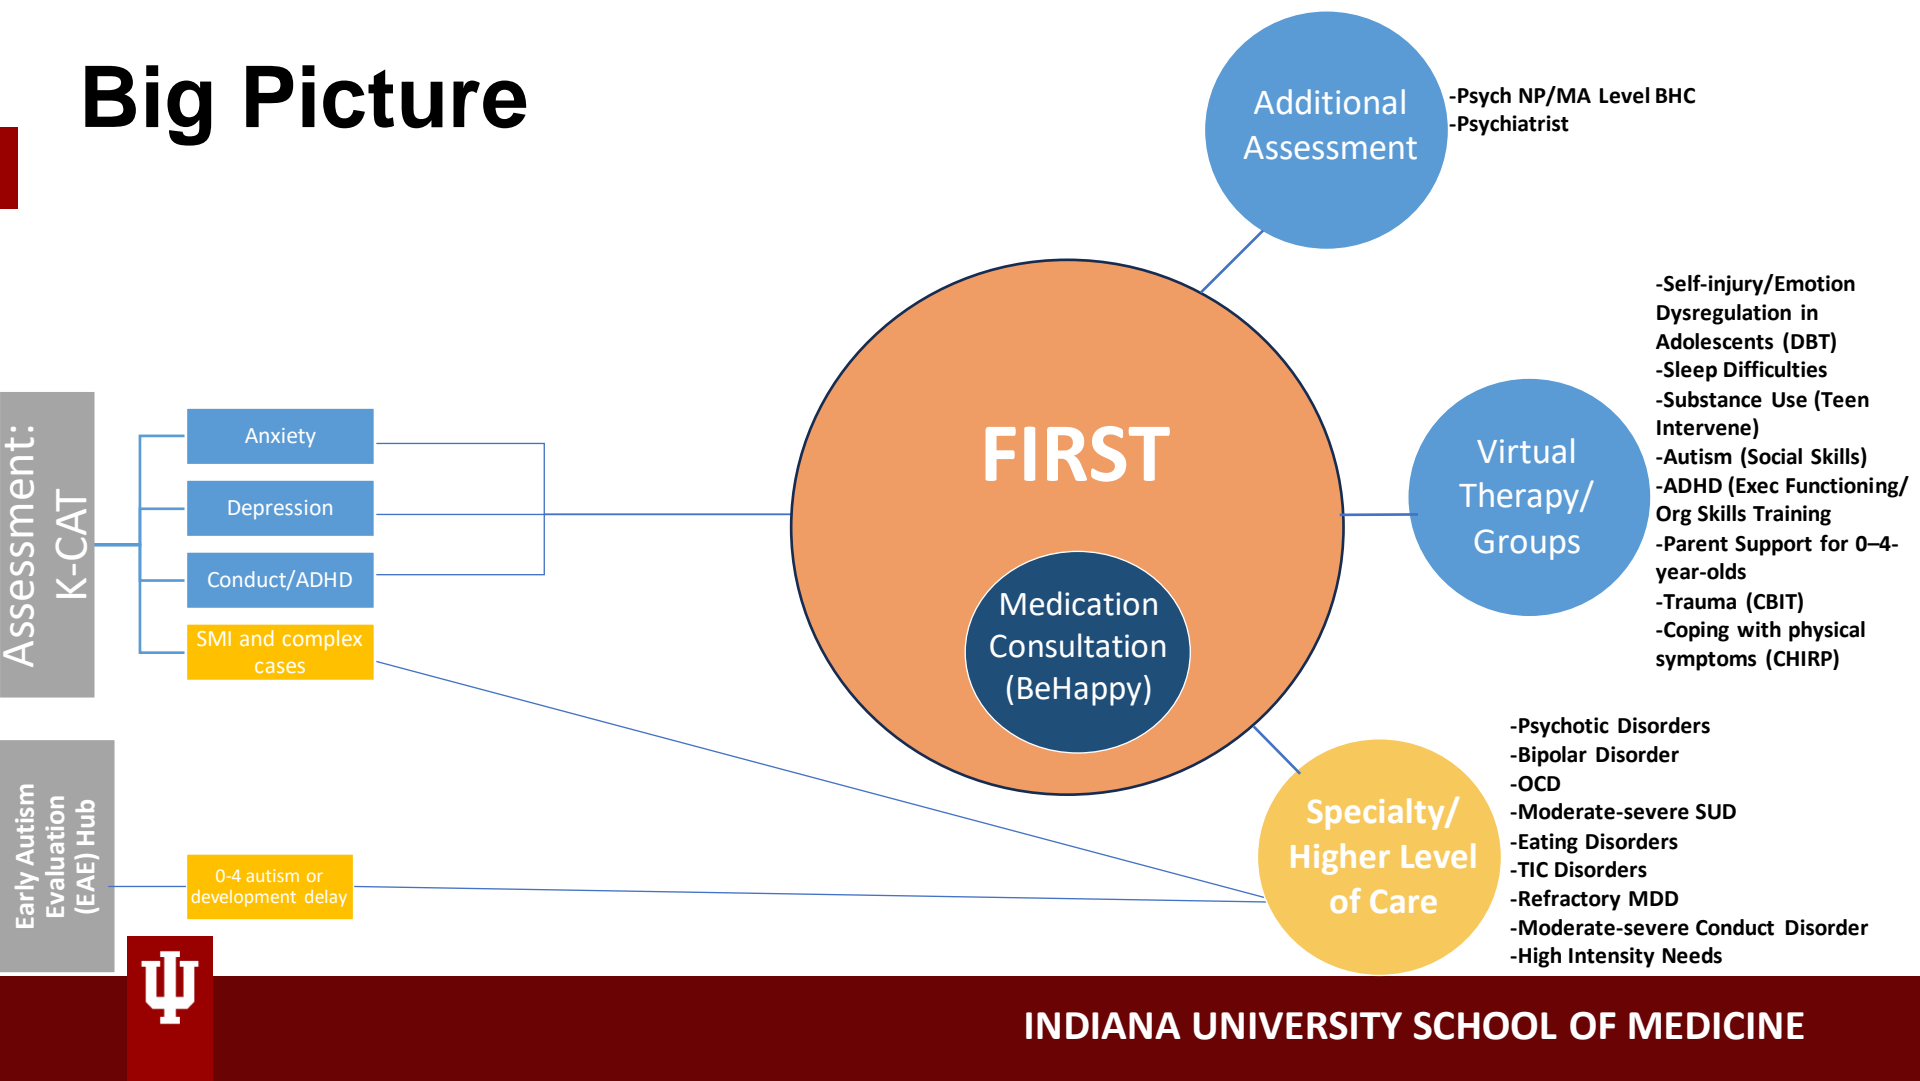 Big Picture
Additional
Assessment
-Psych NP/MA Level BHC
-Psychiatrist
Assessment:
K-CAT
Anxiety
Depression
Conduct/ADHD
SMI and complex
cases
FIRST
Medication
Consultation
(BeHappy)
Virtual
Therapy/
Groups
-Self-injury/Emotion
Dysregulation in
Adolescents (DBT)
-Sleep Difficulties
-Substance Use (Teen
Intervene)
-Autism (Social Skills)
-ADHD (Exec Functioning/
Org Skills Training
-Parent Support for 0–4-
year-olds
-Trauma (CBIT)
-Coping with physical
symptoms (CHIRP)
Early Autism
Evaluation
(EAE) Hub
0-4 autism or
development delay
Specialty/
Higher Level
of Care
-Psychotic Disorders
-Bipolar Disorder
-OCD
-Moderate-severe SUD
-Eating Disorders
-TIC Disorders
-Refractory MDD
-Moderate-severe Conduct Disorder
-High Intensity Needs
INDIANA UNIVERSITY SCHOOL OF MEDICINE